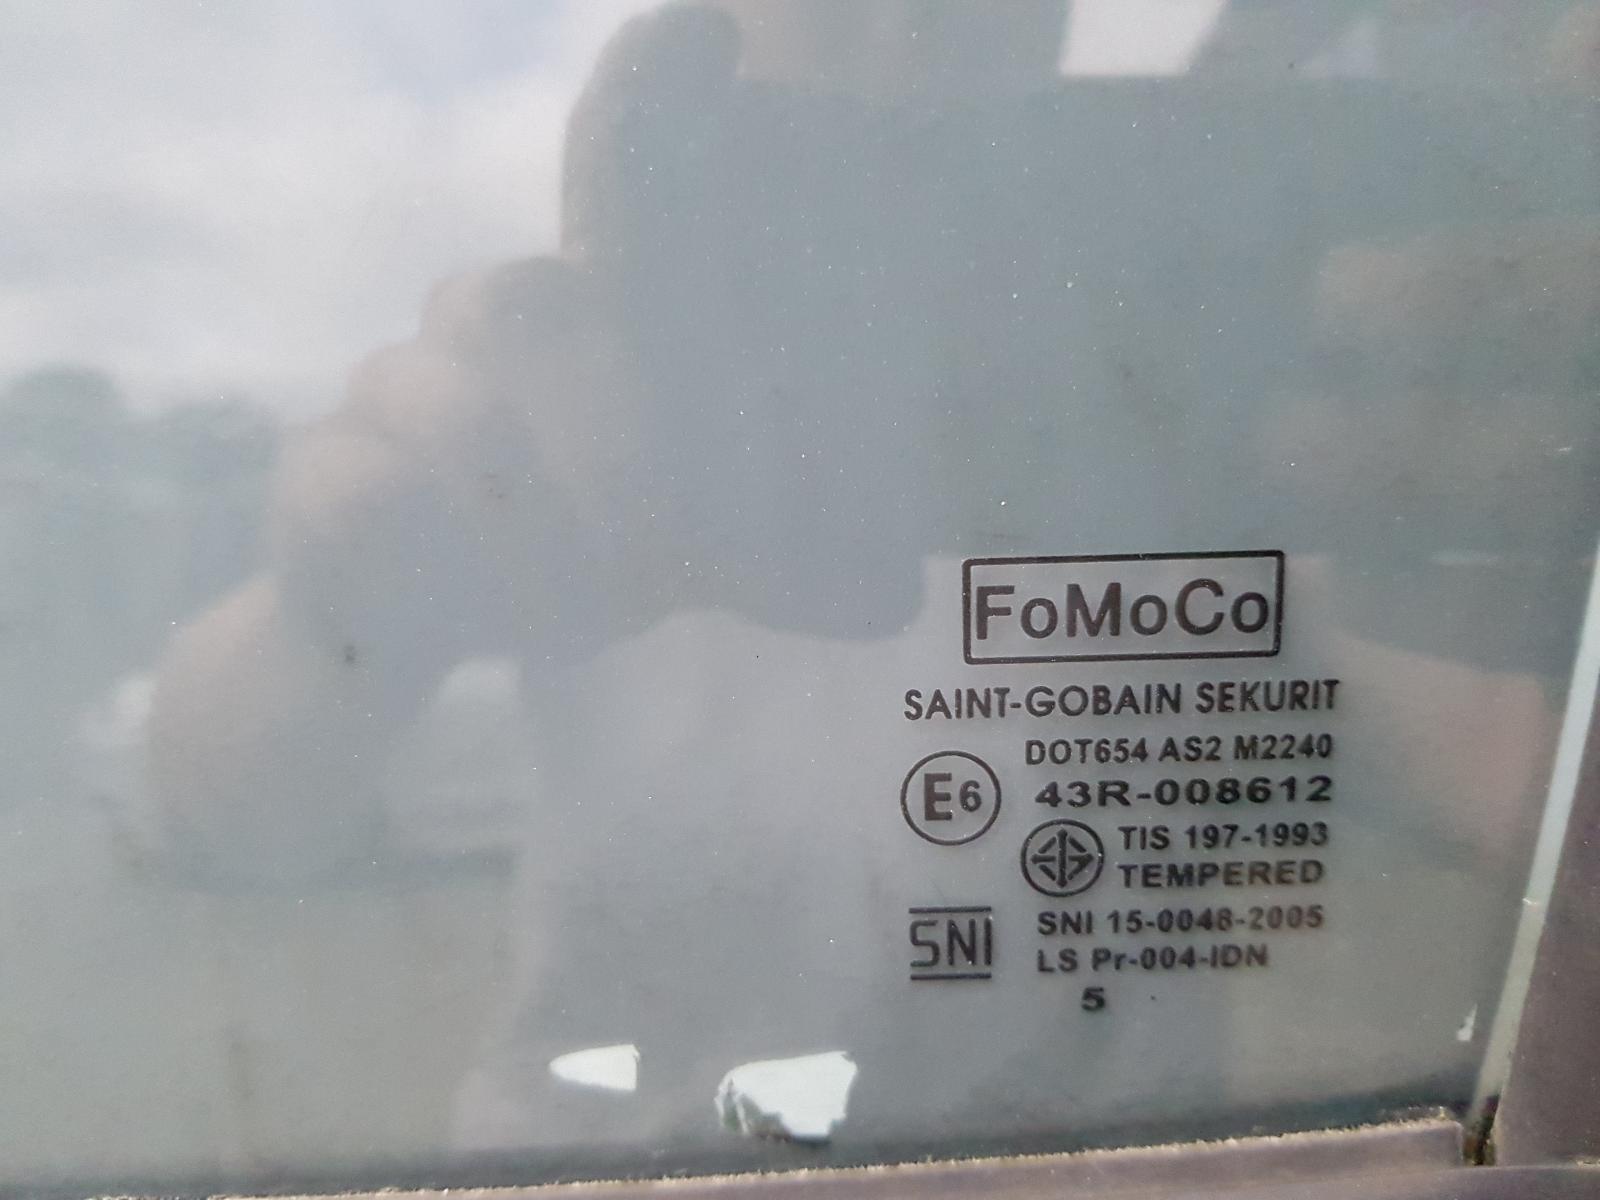 FoMoCo
SAINT-GOBAIN SEKURIT
DOT654 AS2 M2240
E6
43R-008612
TIS 197-1993
TEMPERED
SNI
SNI 15-0048-2005
LS Pr-004-IDN
5